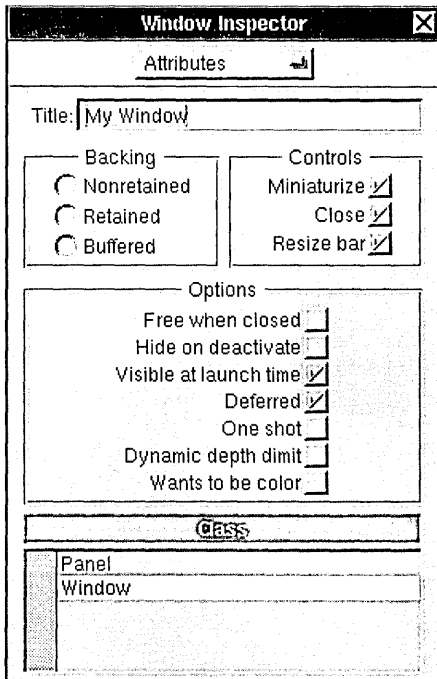 Window Inspector
Attributes
Title: My Window
Backing
Nonretained
Retained
Buffered
Controls
Miniaturize
Close
Resize bar
Options
Free when closed
Hide on deactivate
Visible at launch time
Deferred
One shot
Dynamic depth dimit
Wants to be color
Class
Panel
Window